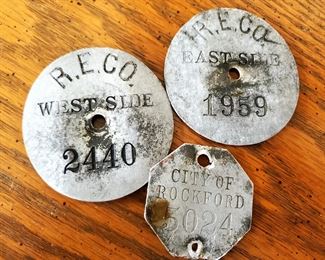 R.E.CO.
WEST SIDE
2440
R.E.CO.
EAST SIDE
1959
CITY OF
ROCKFORD
5024